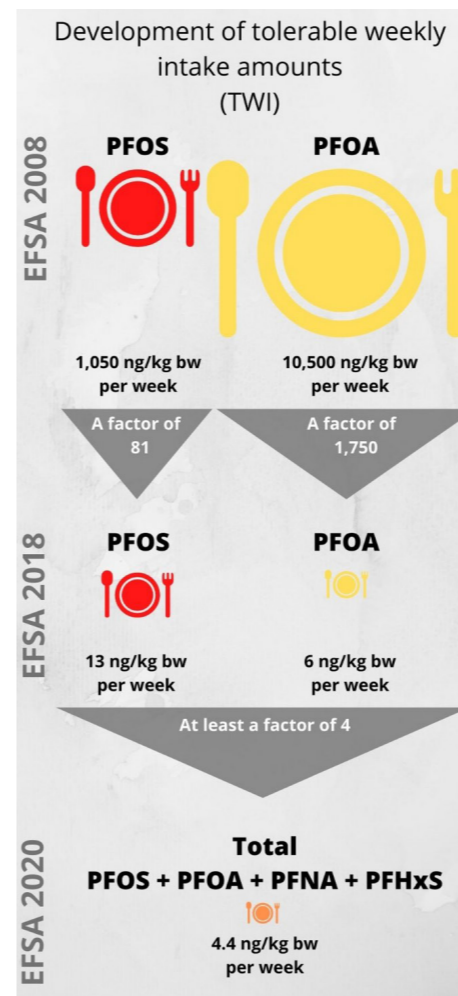 Development of tolerable weekly
intake amounts
(TWI)
EFSA 2008
PFOS
PFOA
1,050 ng/kg bw
per week
10,500 ng/kg bw
per week
A factor of
81
A factor of
1,750
EFSA 2018
PFOS
PFOA
13 ng/kg bw
per week
6 ng/kg bw
per week
At least a factor of 4
EFSA 2020
Total
PFOS + PFOA + PFNA + PFHxS
4.4 ng/kg bw
per week